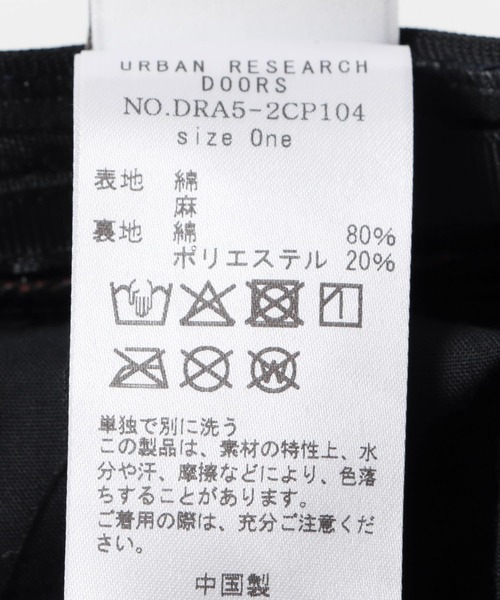 URBAN RESEARCH
DOORS
NO.DRA5-2CP104
size One
表地 綿
麻
裏地 綿 80%
ポリエステル 20%
W
単独で別に洗う
この製品は、素材の特性上、水
分や汗、摩擦などにより、色落
ちすることがあります。
ご着用の際は、充分ご注意くだ
さい。
中国製